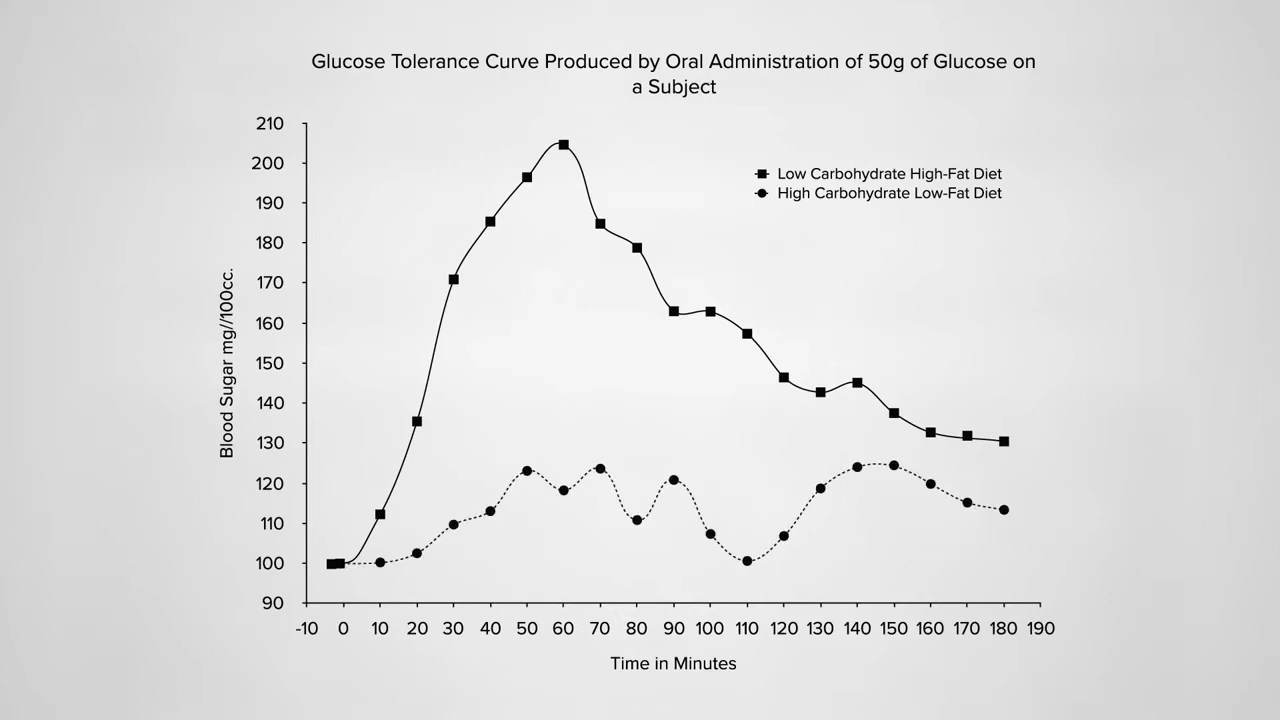 Glucose Tolerance Curve Produced by Oral Administration of 50g of Glucose on
a Subject
210
200
190
180
170
160
150
140
130
120
110
100
90
Blood Sugar mg//100cc.
Low Carbohydrate High-Fat Diet
High Carbohydrate Low-Fat Diet
-10 0 10 20 30 40 50 60 70 80 90 100 110 120 130 140 150 160 170 180 190
Time in Minutes